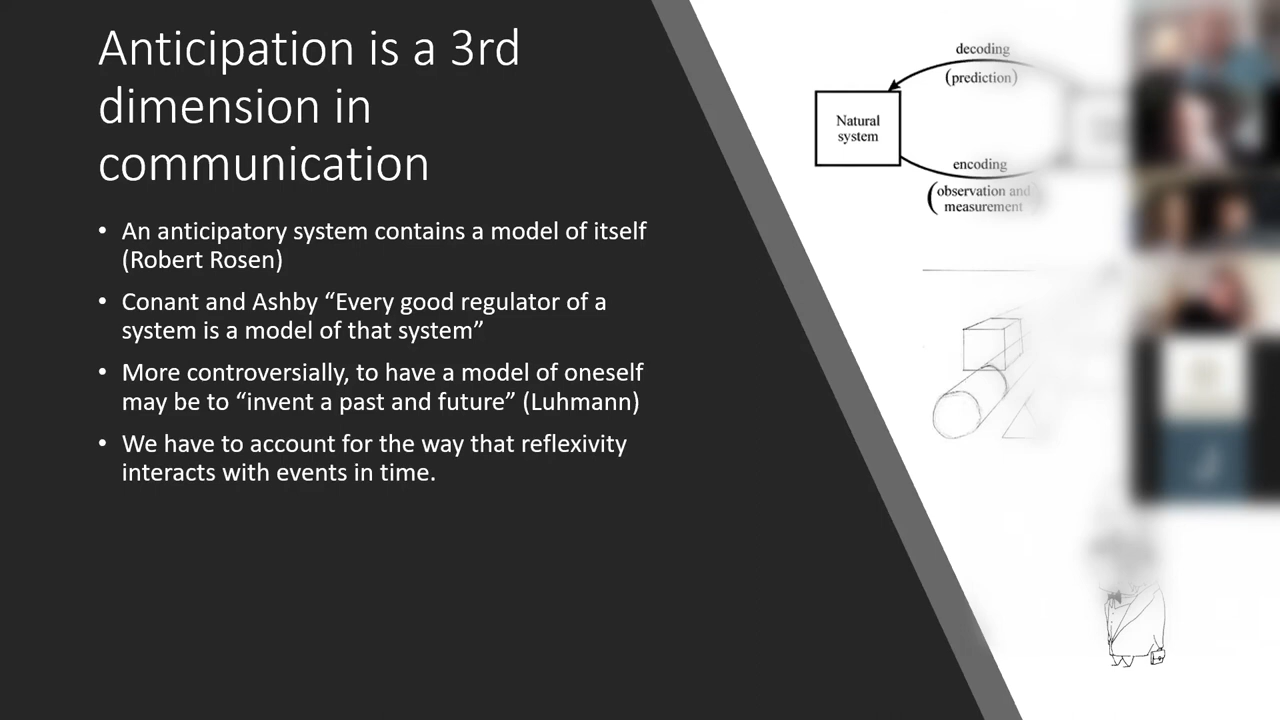 Anticipation is a 3rd
dimension in
communication
• An anticipatory system contains a model of itself
(Robert Rosen)
• Conant and Ashby “Every good regulator of a
system is a model of that system”
• More controversially, to have a model of oneself
may be to “invent a past and future” (Luhmann)
• We have to account for the way that reflexivity
interacts with events in time.
decoding
(prediction)
Natural
system
encoding
(observation and
measurement)